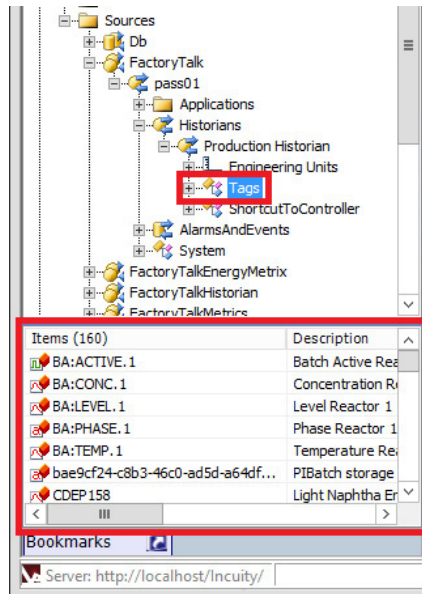 Sources
Db
FactoryTalk
pass01
Applications
Historians
Production Historian
Engineering Units
Tags
ShortcutToController
AlarmsAndEvents
System
FactoryTalkEnergyMetrix
FactoryTalkHistorian
FactoryTalkMetrics
Items (160) Description
BA:ACTIVE.1 Batch Active Rea
BA:CONC.1 Concentration Re
BA:LEVEL.1 Level Reactor 1
BA:PHASE.1 Phase Reactor 1
BA:TEMP.1 Temperature Rea
bae9cf24-c8b3-46c0-ad5d-a64df... PIBatch storage
CDEP158 Light Naphtha En
Bookmarks
Server: http://localhost/Incuity/